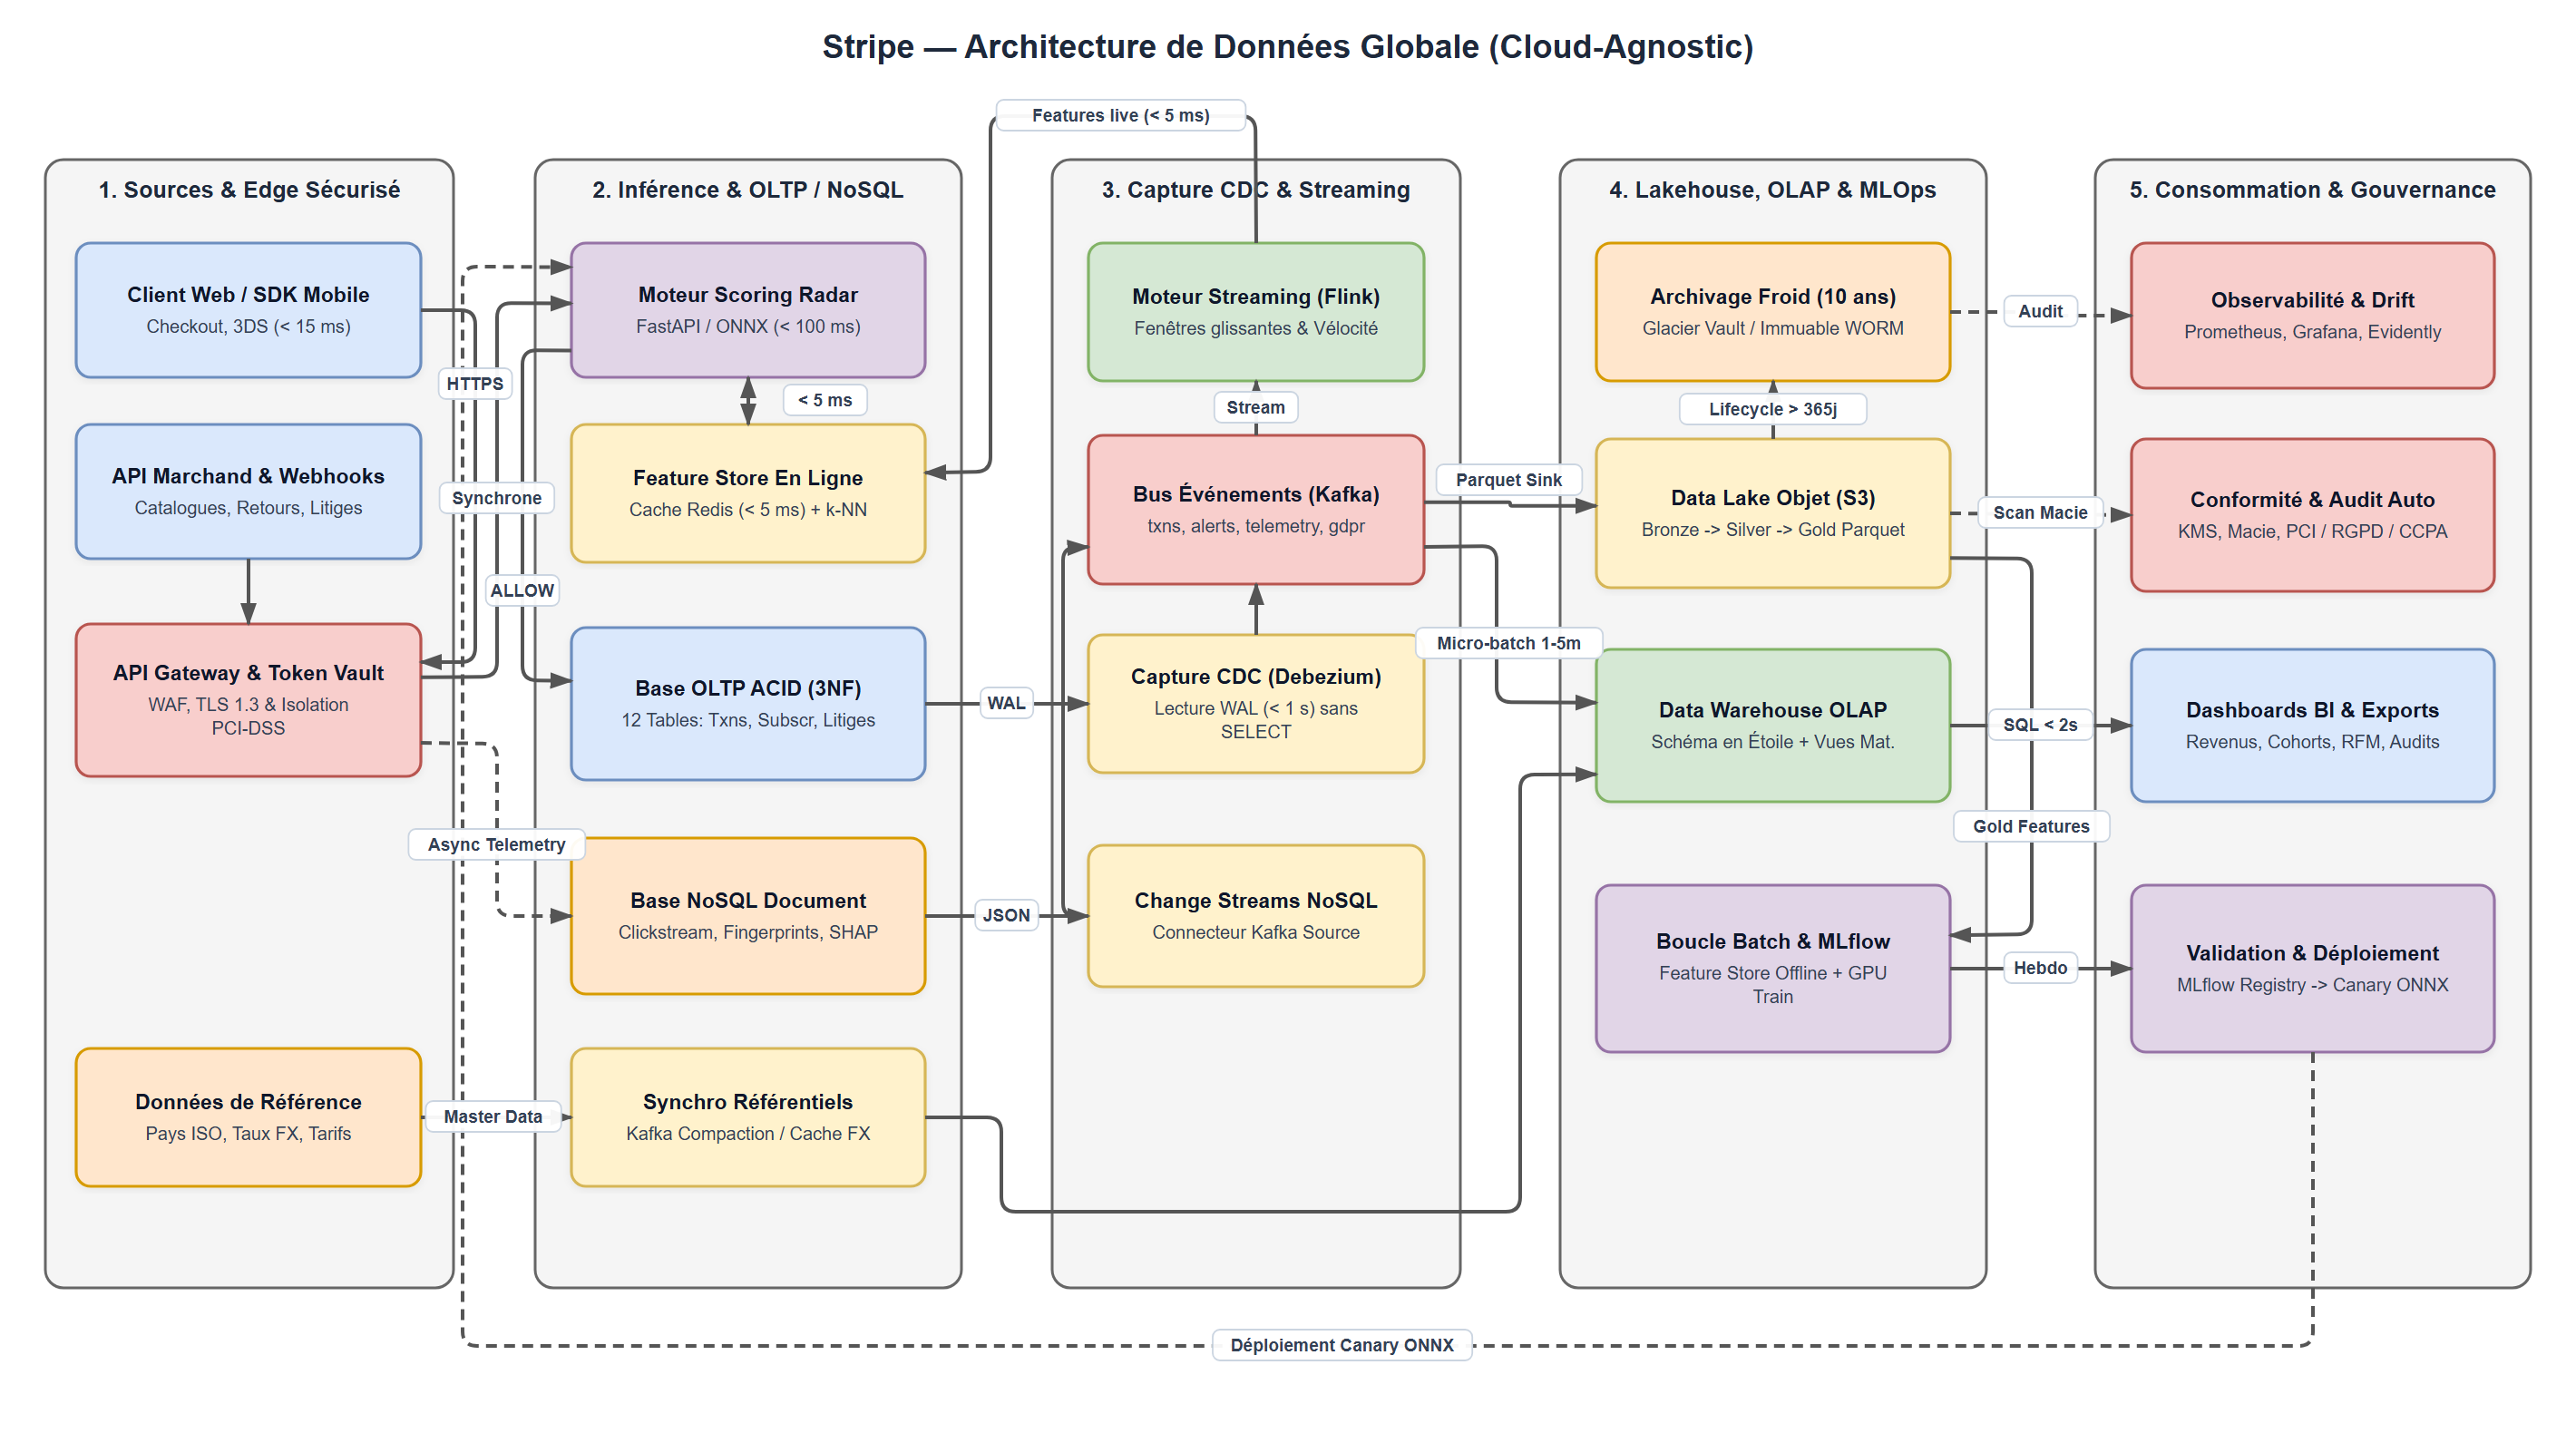 Stripe — Architecture de Données Globale (Cloud-Agnostic)
Features live (< 5 ms)
1. Sources & Edge Sécurisé
Client Web / SDK Mobile
Checkout, 3DS (< 15 ms)
API Marchand & Webhooks
Catalogues, Retours, Litiges
API Gateway & Token Vault
WAF, TLS 1.3 & Isolation
PCI-DSS
Données de Référence
Pays ISO, Taux FX, Tarifs
HTTPS
Synchrone
ALLOW
Async Telemetry
Master Data
2. Inférence & OLTP / NoSQL
Moteur Scoring Radar
FastAPI / ONNX (< 100 ms)
< 5 ms
Feature Store En Ligne
Cache Redis (< 5 ms) + k-NN
Base OLTP ACID (3NF)
12 Tables: Txns, Subscr, Litiges
Base NoSQL Document
Clickstream, Fingerprints, SHAP
Synchro Référentiels
Kafka Compaction / Cache FX
WAL
JSON
3. Capture CDC & Streaming
Moteur Streaming (Flink)
Fenêtres glissantes & Vélocité
Stream
Bus Événements (Kafka)
txns, alerts, telemetry, gdpr
Capture CDC (Debezium)
Lecture WAL (< 1 s) sans
SELECT
Change Streams NoSQL
Connecteur Kafka Source
Parquet Sink
Micro-batch 1-5m
4. Lakehouse, OLAP & MLOps
Archivage Froid (10 ans)
Glacier Vault / Immuable WORM
Lifecycle > 365j
Data Lake Objet (S3)
Bronze -> Silver -> Gold Parquet
Data Warehouse OLAP
Schéma en Étoile + Vues Mat.
Boucle Batch & MLflow
Feature Store Offline + GPU
Train
Audit
Scan Macie
SQL < 2s
Gold Features
Hebdo
5. Consommation & Gouvernance
Observabilité & Drift
Prometheus, Grafana, Evidently
Conformité & Audit Auto
KMS, Macie, PCI / RGPD / CCPA
Dashboards BI & Exports
Revenus, Cohorts, RFM, Audits
Validation & Déploiement
MLflow Registry -> Canary ONNX
Déploiement Canary ONNX